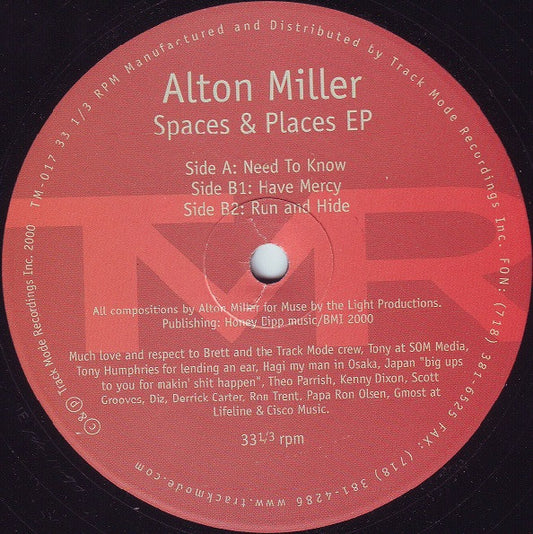 TM-017 33 1/3 RPM Manufactured and Distributed by Track Mode Recordings Inc. FON: (718) 381-6525 FAX: (718) 381-4286 www.trackmode.com
©&℗ Track Mode Recordings Inc. 2000
Alton Miller
Spaces & Places EP
Side A: Need To Know
Side B1: Have Mercy
Side B2: Run and Hide
TMR
All compositions by Alton Miller for Muse by the Light Productions.
Publishing: Honey Dipp music/BMI 2000
Much love and respect to Brett and the Track Mode crew, Tony at SOM Media,
Tony Humphries for lending an ear, Hagi my man in Osaka, Japan "big ups
to you for makin' shit happen", Theo Parrish, Kenny Dixon, Scott
Grooves, Diz, Derrick Carter, Ron Trent, Papa Ron Olsen, Gmost at
Lifeline & Cisco Music.
33 1/3 rpm